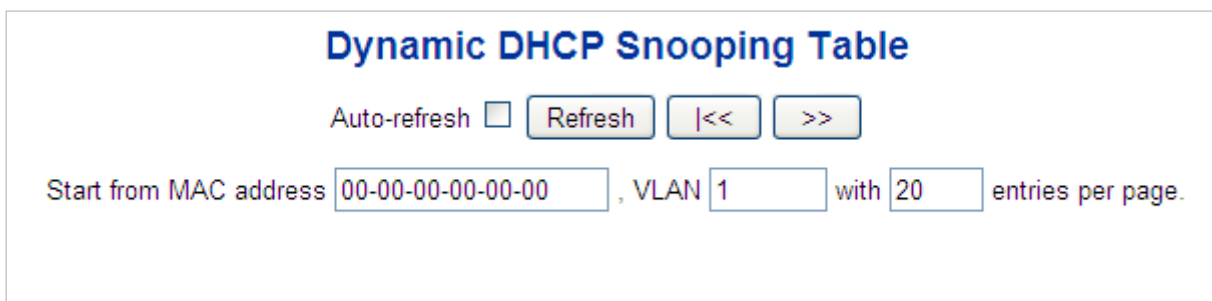 Dynamic DHCP Snooping Table
Auto-refresh Refresh |<< >>
Start from MAC address 00-00-00-00-00-00 , VLAN 1 with 20 entries per page.